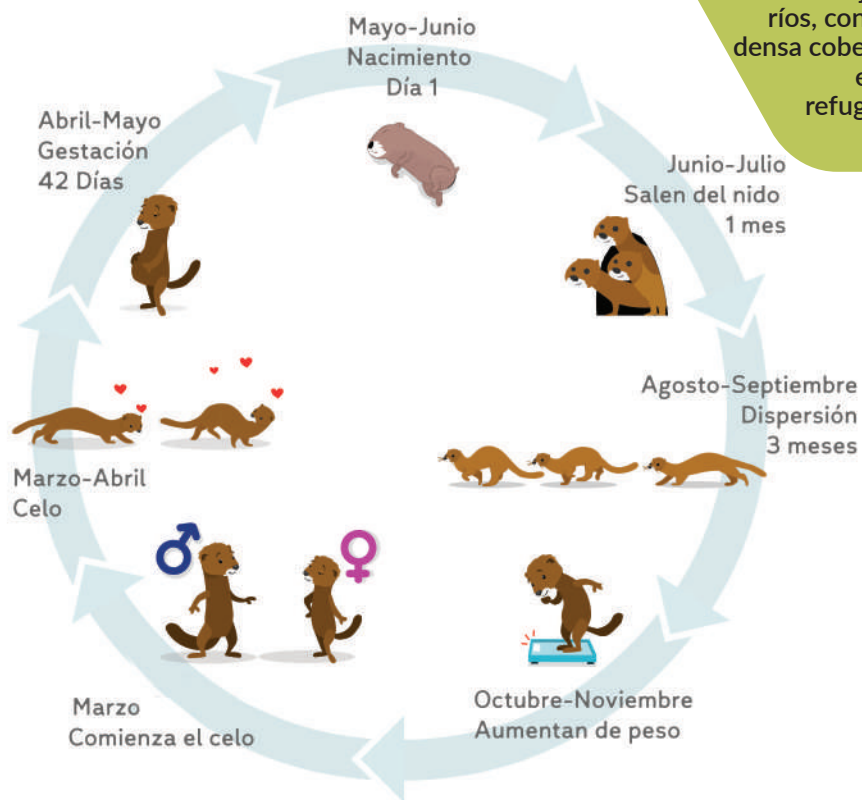 ríos, con
densa
refug
Mayo-Junio
Nacimiento
Día 1
Abril-Mayo
Gestación
42 Días
Junio-Julio
Salen del nido
1 mes
Agosto-Septiembre
Dispersión
3 meses
Marzo-Abril
Celo
Octubre-Noviembre
Aumentan de peso
Marzo
Comienza el celo